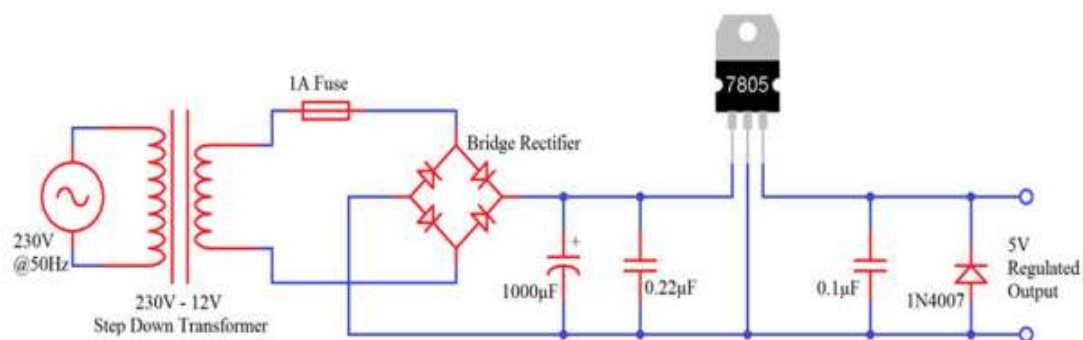 1A Fuse
7805
Bridge Rectifier
230V
@50Hz
230V - 12V
Step Down Transformer
+
1000μF
0.22μF
0.1μF
1N4007
5V
Regulated
Output